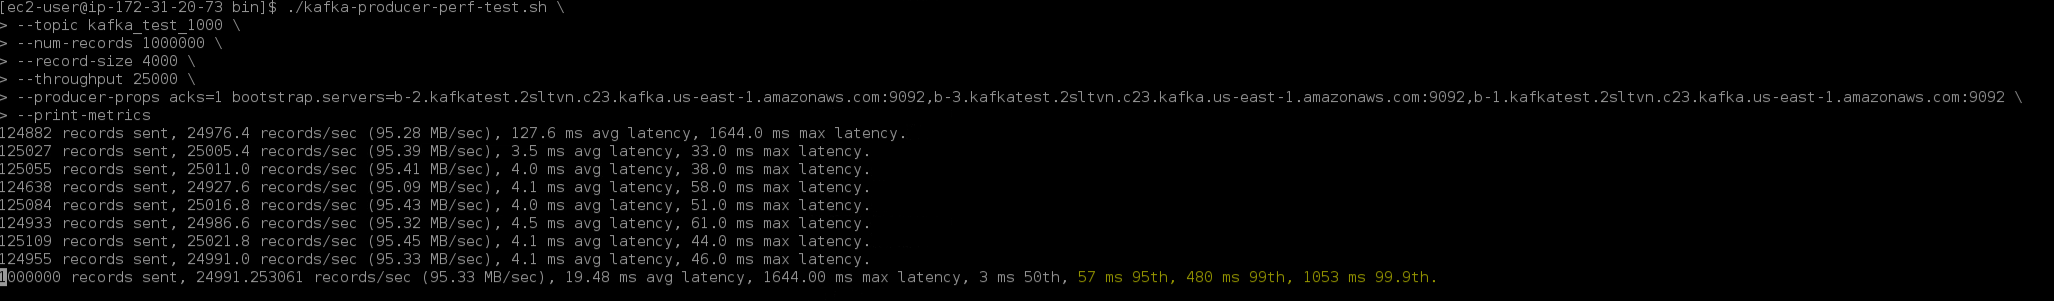 [ec2-user@ip-172-31-20-73 bin]$ ./kafka-producer-perf-test.sh \
> --topic kafka_test_1000 \
> --num-records 1000000 \
> --record-size 4000 \
> --throughput 25000 \
> --producer-props acks=1 bootstrap.servers=b-2.kafkatest.2sltvn.c23.kafka.us-east-1.amazonaws.com:9092,b-3.kafkatest.2sltvn.c23.kafka.us-east-1.amazonaws.com:9092,b-1.kafkatest.2sltvn.c23.kafka.us-east-1.amazonaws.com:9092 \
> --print-metrics
124882 records sent, 24976.4 records/sec (95.28 MB/sec), 127.6 ms avg latency, 1644.0 ms max latency.
125027 records sent, 25005.4 records/sec (95.39 MB/sec), 3.5 ms avg latency, 33.0 ms max latency.
125055 records sent, 25011.0 records/sec (95.41 MB/sec), 4.0 ms avg latency, 38.0 ms max latency.
124638 records sent, 24927.6 records/sec (95.09 MB/sec), 4.1 ms avg latency, 58.0 ms max latency.
125084 records sent, 25016.8 records/sec (95.43 MB/sec), 4.0 ms avg latency, 51.0 ms max latency.
124933 records sent, 24986.6 records/sec (95.32 MB/sec), 4.5 ms avg latency, 61.0 ms max latency.
125109 records sent, 25021.8 records/sec (95.45 MB/sec), 4.1 ms avg latency, 44.0 ms max latency.
124955 records sent, 24991.0 records/sec (95.33 MB/sec), 4.1 ms avg latency, 46.0 ms max latency.
1000000 records sent, 24991.253061 records/sec (95.33 MB/sec), 19.48 ms avg latency, 1644.00 ms max latency, 3 ms 50th, 57 ms 95th, 480 ms 99th, 1053 ms 99.9th.